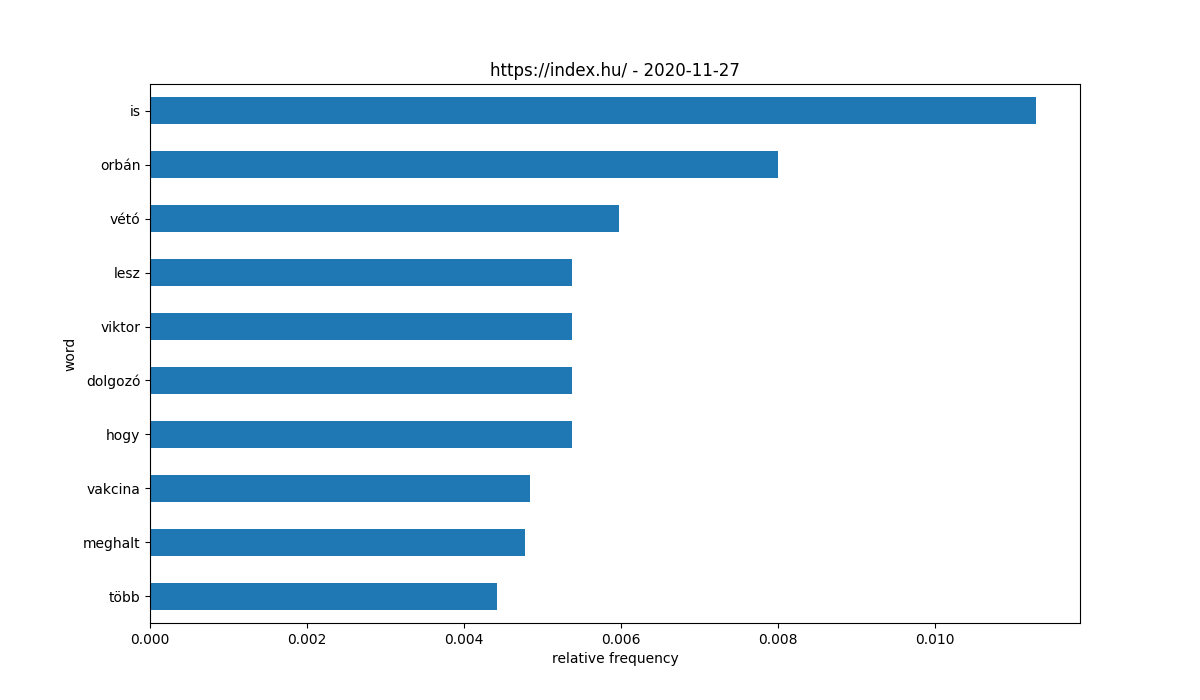 https://index.hu/ - 2020-11-27
is
orbán
vétó
lesz
viktor
dolgozó
hogy
vakcina
meghalt
több
word
0.000 0.002 0.004 0.006 0.008 0.010
relative frequency